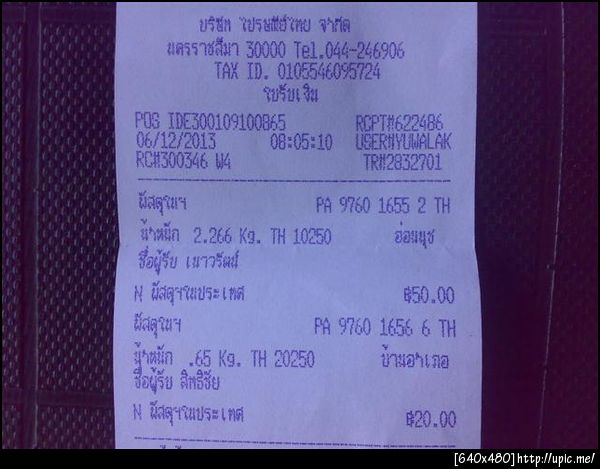 บริษัท ไปรษณีย์ไทย จำกัด
นครราชสีมา 30000 Tel.044-246906
TAX ID. 0105546095724
ใบรับเงิน
POS IDE300109100865 RCPT#622486
06/12/2013 08:05:10 USER#YUWALAK
RC#300346 W4 TR#2832701
พัสดุในฯ PA 9760 1655 2 TH
น้ำหนัก 2.266 Kg. TH 10250 อ่อนนุช
ชื่อผู้รับ เนาวรัตน์
N พัสดุฯในประเทศ ฿50.00
พัสดุในฯ PA 9760 1656 6 TH
น้ำหนัก .65 Kg. TH 20250 บ้านอำเภอ
ชื่อผู้รับ สิทธิชัย
N พัสดุฯในประเทศ ฿20.00
[640x480]http://upic.me/